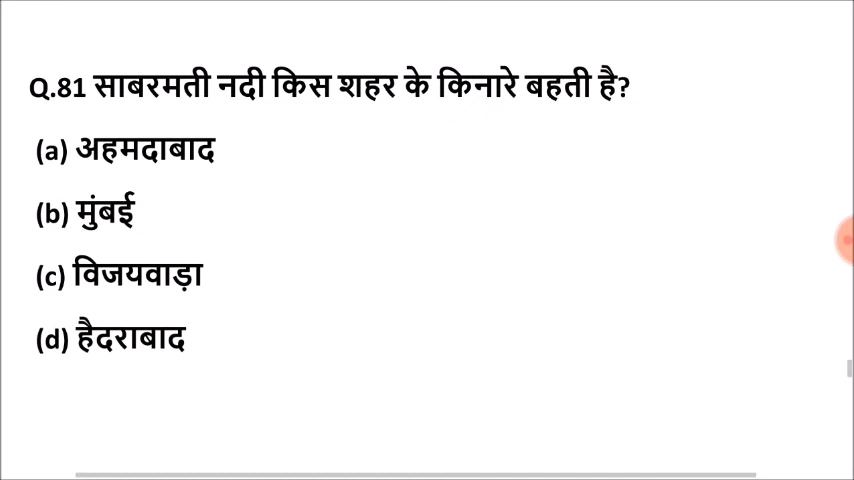 Q.81 साबरमती नदी किस शहर के किनारे बहती है?
(a) अहमदाबाद
(b) मुंबई
(c) विजयवाड़ा
(d) हैदराबाद